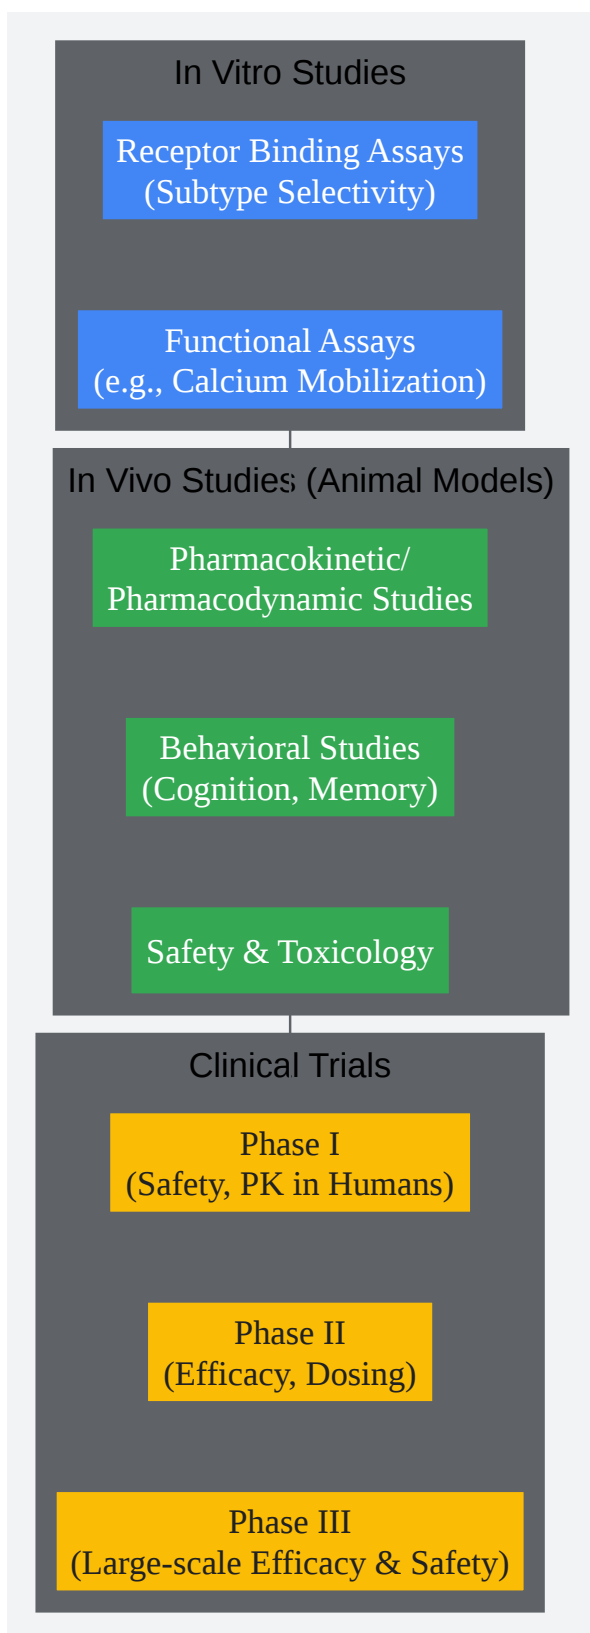 In Vitro Studies
Receptor Binding Assays
(Subtype Selectivity)
Functional Assays
(e.g., Calcium Mobilization)
In Vivo Studies (Animal Models)
Pharmacokinetic/
Pharmacodynamic Studies
Behavioral Studies
(Cognition, Memory)
Safety & Toxicology
Clinical Trials
Phase I
(Safety, PK in Humans)
Phase II
(Efficacy, Dosing)
Phase III
(Large-scale Efficacy & Safety)